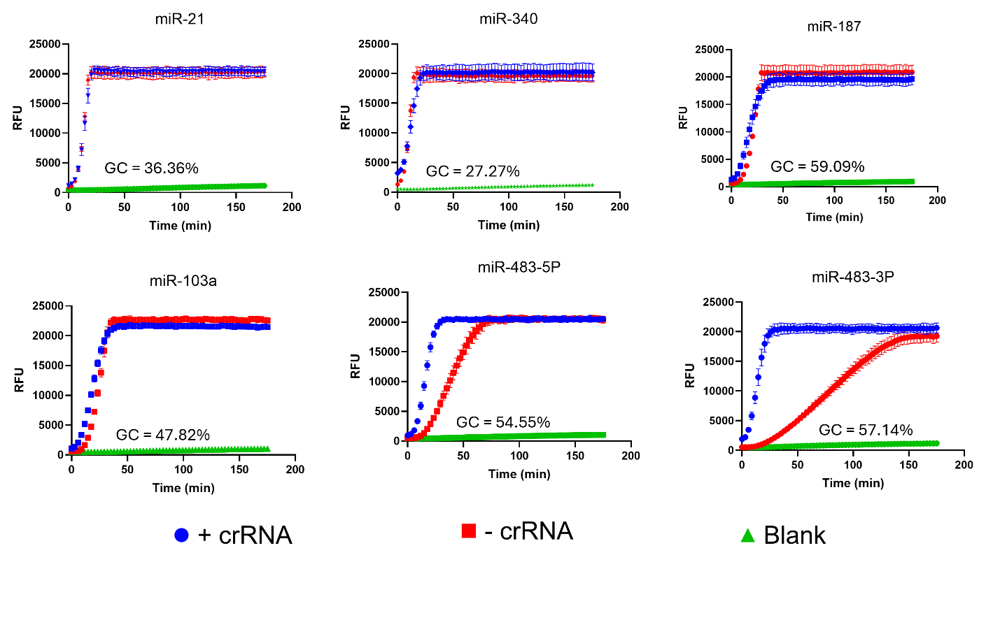 miR-21
25000
20000
15000
10000
5000
0
RFU
GC = 36.36%
0 50 100 150 200
Time (min)
miR-340
25000
20000
15000
10000
5000
0
RFU
GC = 27.27%
0 50 100 150 200
Time (min)
miR-187
25000
20000
15000
10000
5000
0
RFU
GC = 59.09%
0 50 100 150 200
Time (min)
miR-103a
25000
20000
15000
10000
5000
0
RFU
GC = 47.82%
0 50 100 150 200
Time (min)
miR-483-5P
25000
20000
15000
10000
5000
0
RFU
GC = 54.55%
0 50 100 150 200
Time (min)
miR-483-3P
25000
20000
15000
10000
5000
0
RFU
GC = 57.14%
0 50 100 150 200
Time (min)
+ crRNA
- crRNA
Blank